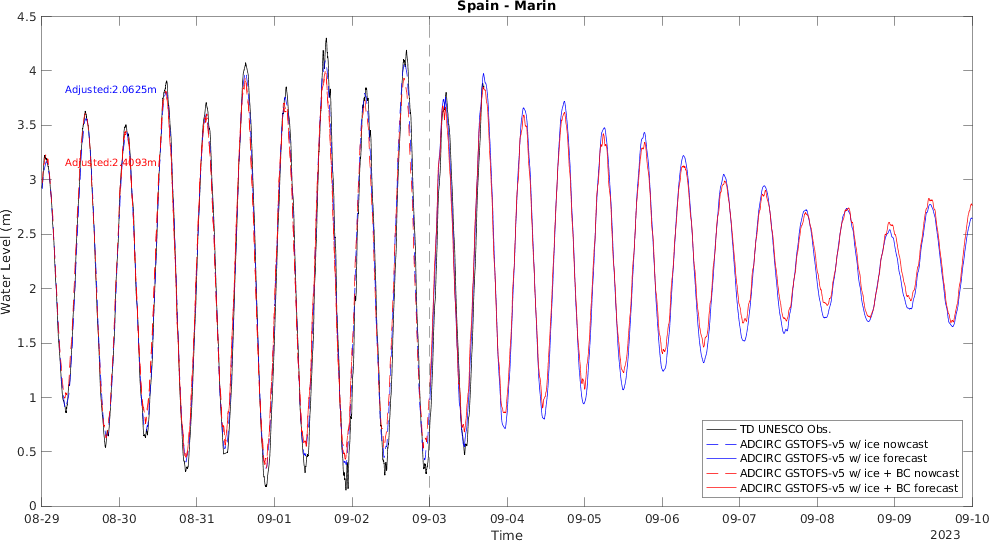 Spain - Marin
4.5
4
3.5
3
2.5
2
1.5
1
0.5
0
Water Level (m)
Adjusted:2.0625m
Adjusted:2.4093m
TD UNESCO Obs.
ADCIRC GSTOFS-v5 w/ ice nowcast
ADCIRC GSTOFS-v5 w/ ice forecast
ADCIRC GSTOFS-v5 w/ ice + BC nowcast
ADCIRC GSTOFS-v5 w/ ice + BC forecast
08-29 08-30 08-31 09-01 09-02 09-03 09-04 09-05 09-06 09-07 09-08 09-09 09-10
Time
2023